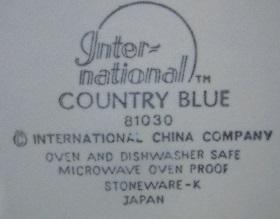 Inter-
national TM
COUNTRY BLUE
81030
© INTERNATIONAL CHINA COMPANY
OVEN AND DISHWASHER SAFE
MICROWAVE OVEN PROOF
STONEWARE-K
JAPAN